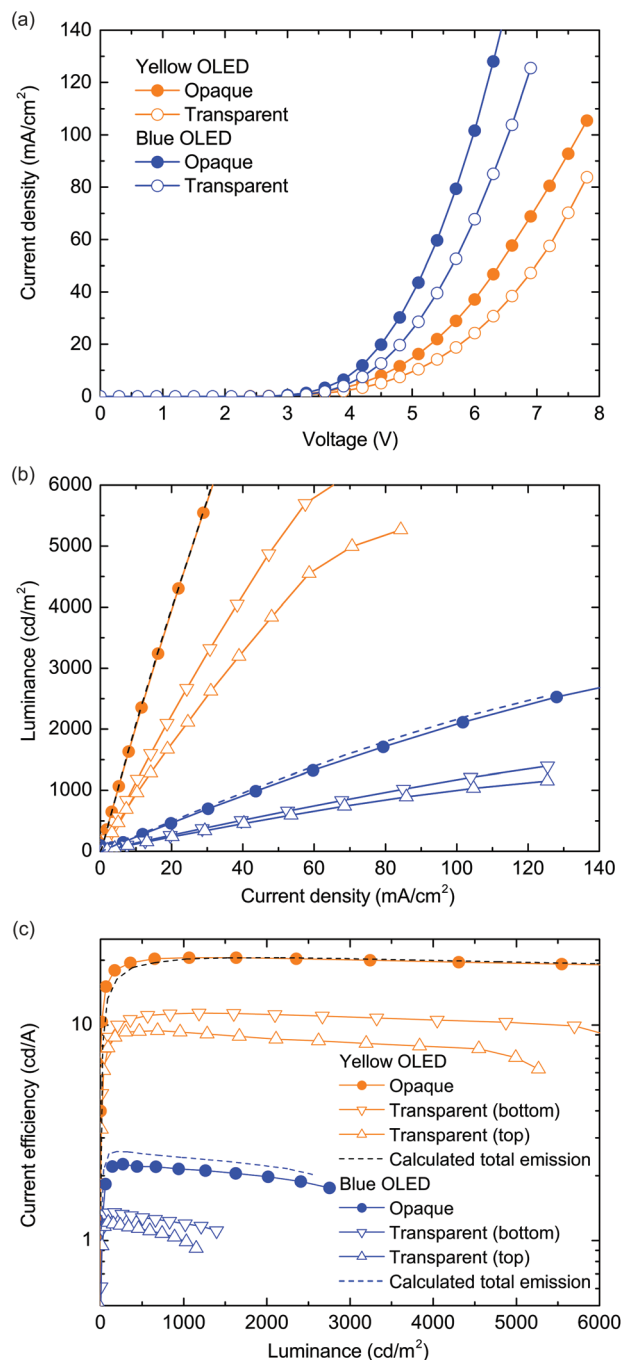 (a)
140
120
100
80
60
40
20
0
Current density (mA/cm²)
Yellow OLED
Opaque
Transparent
Blue OLED
Opaque
Transparent
0 1 2 3 4 5 6 7 8
Voltage (V)
(b)
6000
5000
4000
3000
2000
1000
0
Luminance (cd/m²)
0 20 40 60 80 100 120 140
Current density (mA/cm²)
(c)
10
1
Current efficiency (cd/A)
Yellow OLED
Opaque
Transparent (bottom)
Transparent (top)
Calculated total emission
Blue OLED
Opaque
Transparent (bottom)
Transparent (top)
Calculated total emission
0 1000 2000 3000 4000 5000 6000
Luminance (cd/m²)